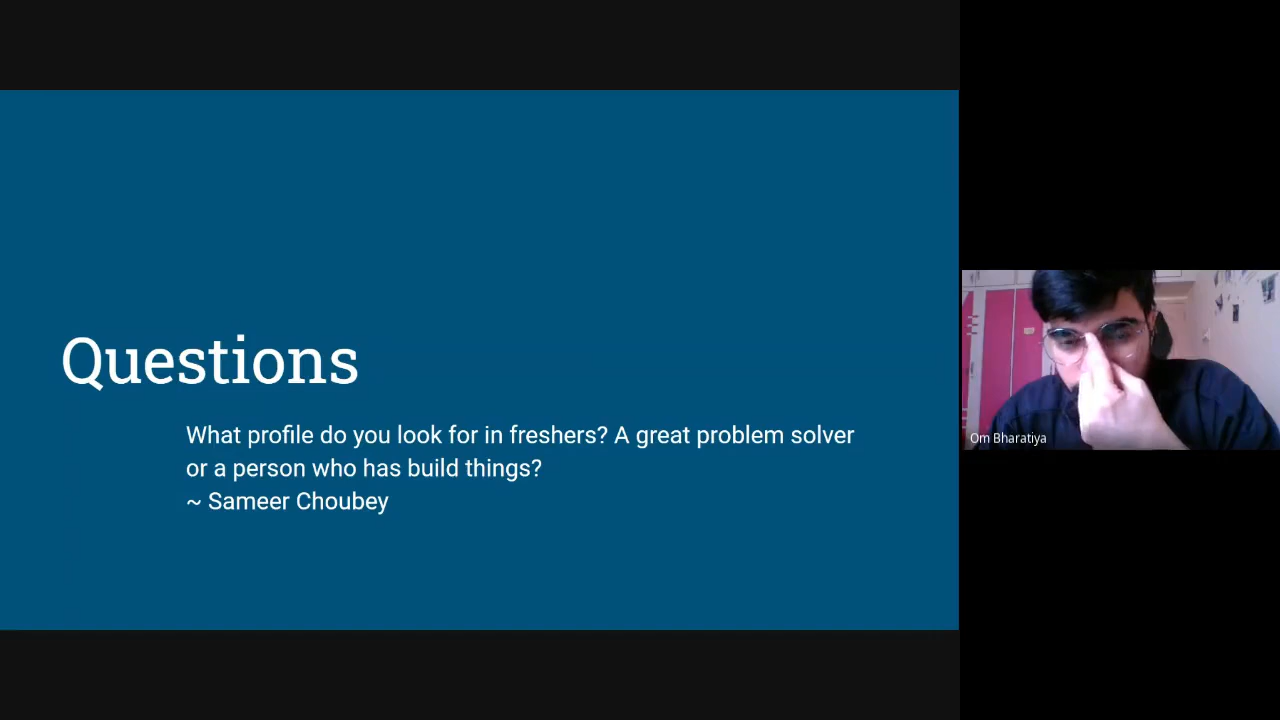 Questions
What profile do you look for in freshers? A great problem solver
or a person who has build things?
~ Sameer Choubey
Om Bharatiya